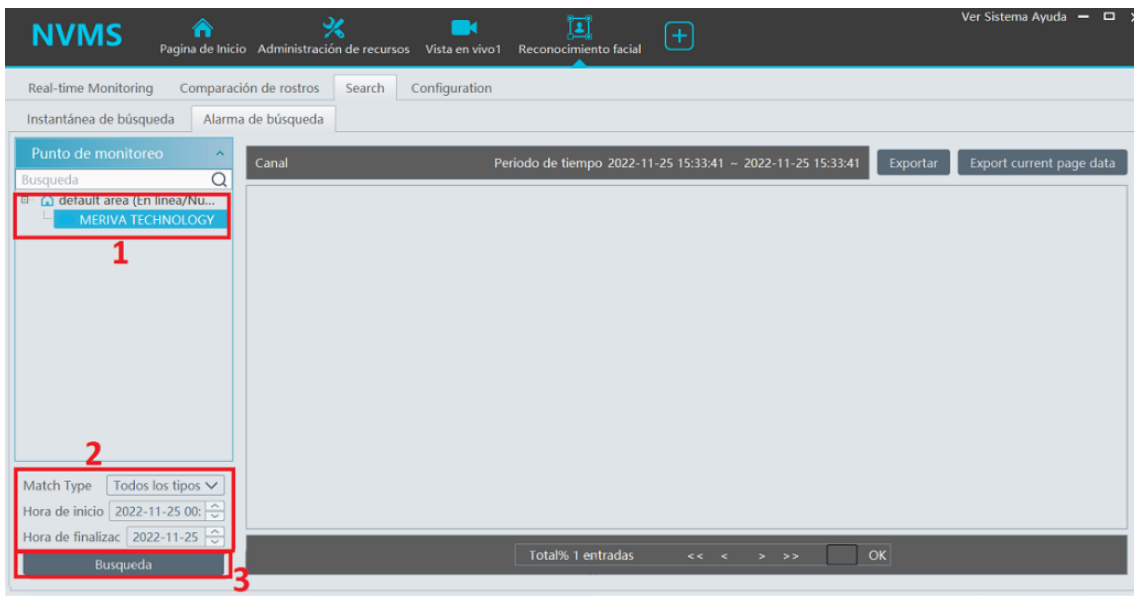 NVMS
Pagina de Inicio Administración de recursos Vista en vivo1 Reconocimiento facial
Ver Sistema Ayuda
Real-time Monitoring Comparación de rostros Search Configuration
Instantánea de búsqueda Alarma de búsqueda
Punto de monitoreo
Busqueda
default area (En linea/Nu...
MERIVA TECHNOLOGY
1
Canal Periodo de tiempo 2022-11-25 15:33:41 ~ 2022-11-25 15:33:41 Exportar Export current page data
2
Match Type Todos los tipos
Hora de inicio 2022-11-25 00:
Hora de finalizac 2022-11-25
Busqueda
3
Total% 1 entradas << < > >> OK